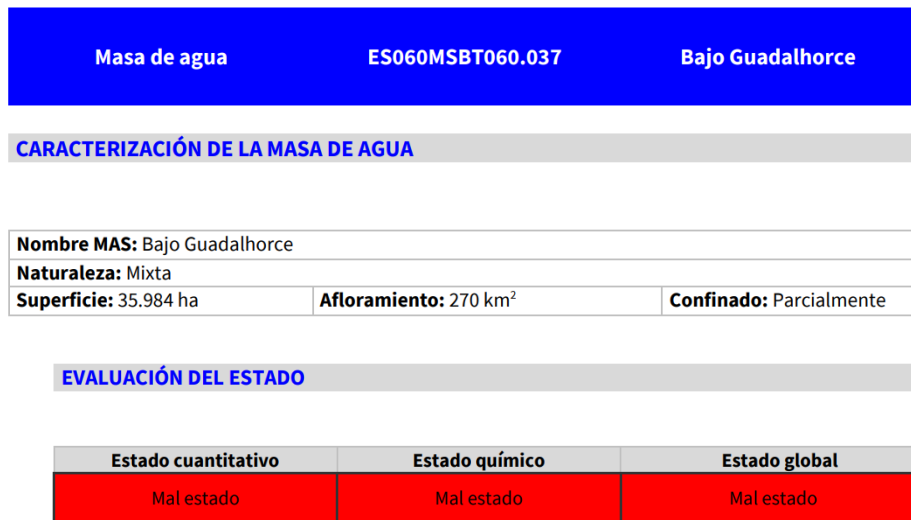 Masa de agua ES060MSBT060.037 Bajo Guadalhorce
CARACTERIZACIÓN DE LA MASA DE AGUA
Nombre MAS: Bajo Guadalhorce
Naturaleza: Mixta
Superficie: 35.984 ha Afloramiento: 270 km² Confinado: Parcialmente
EVALUACIÓN DEL ESTADO
Estado cuantitativo Estado químico Estado global
Mal estado Mal estado Mal estado